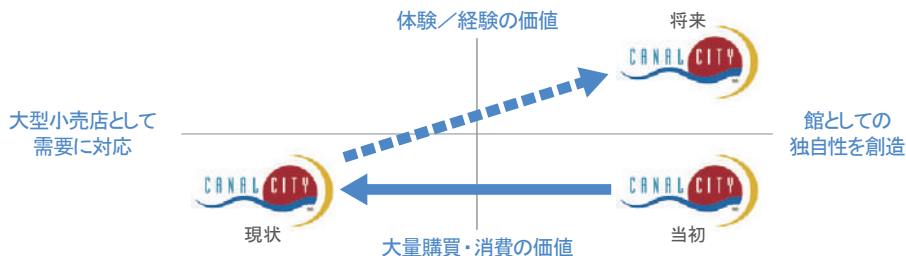 体験／経験の価値
将来
CANAL CITY
大型小売店として
需要に対応
館としての
独自性を創造
CANAL CITY
現状
CANAL CITY
当初
大量購買・消費の価値